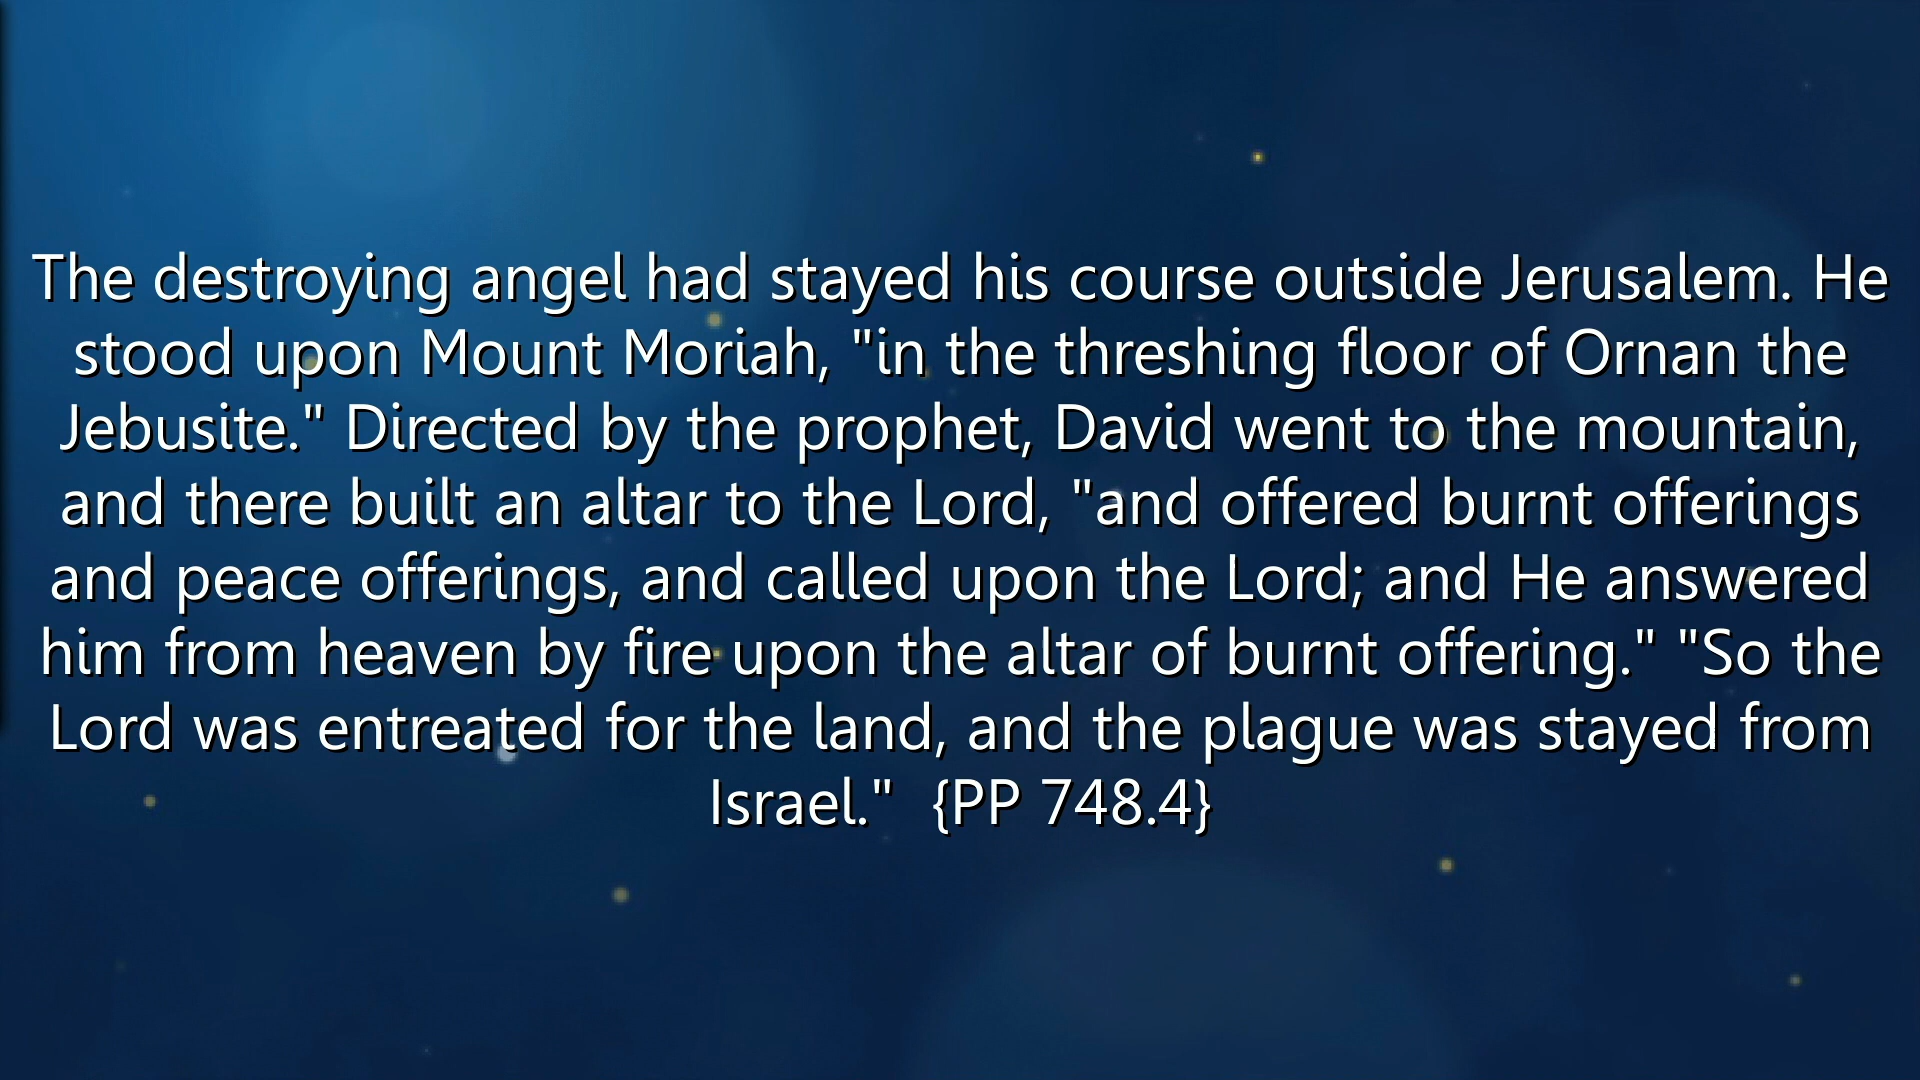 The destroying angel had stayed his course outside Jerusalem. He
stood upon Mount Moriah, "in the threshing floor of Ornan the
Jebusite." Directed by the prophet, David went to the mountain,
and there built an altar to the Lord, "and offered burnt offerings
and peace offerings, and called upon the Lord; and He answered
him from heaven by fire upon the altar of burnt offering." "So the
Lord was entreated for the land, and the plague was stayed from
Israel."  {PP 748.4}